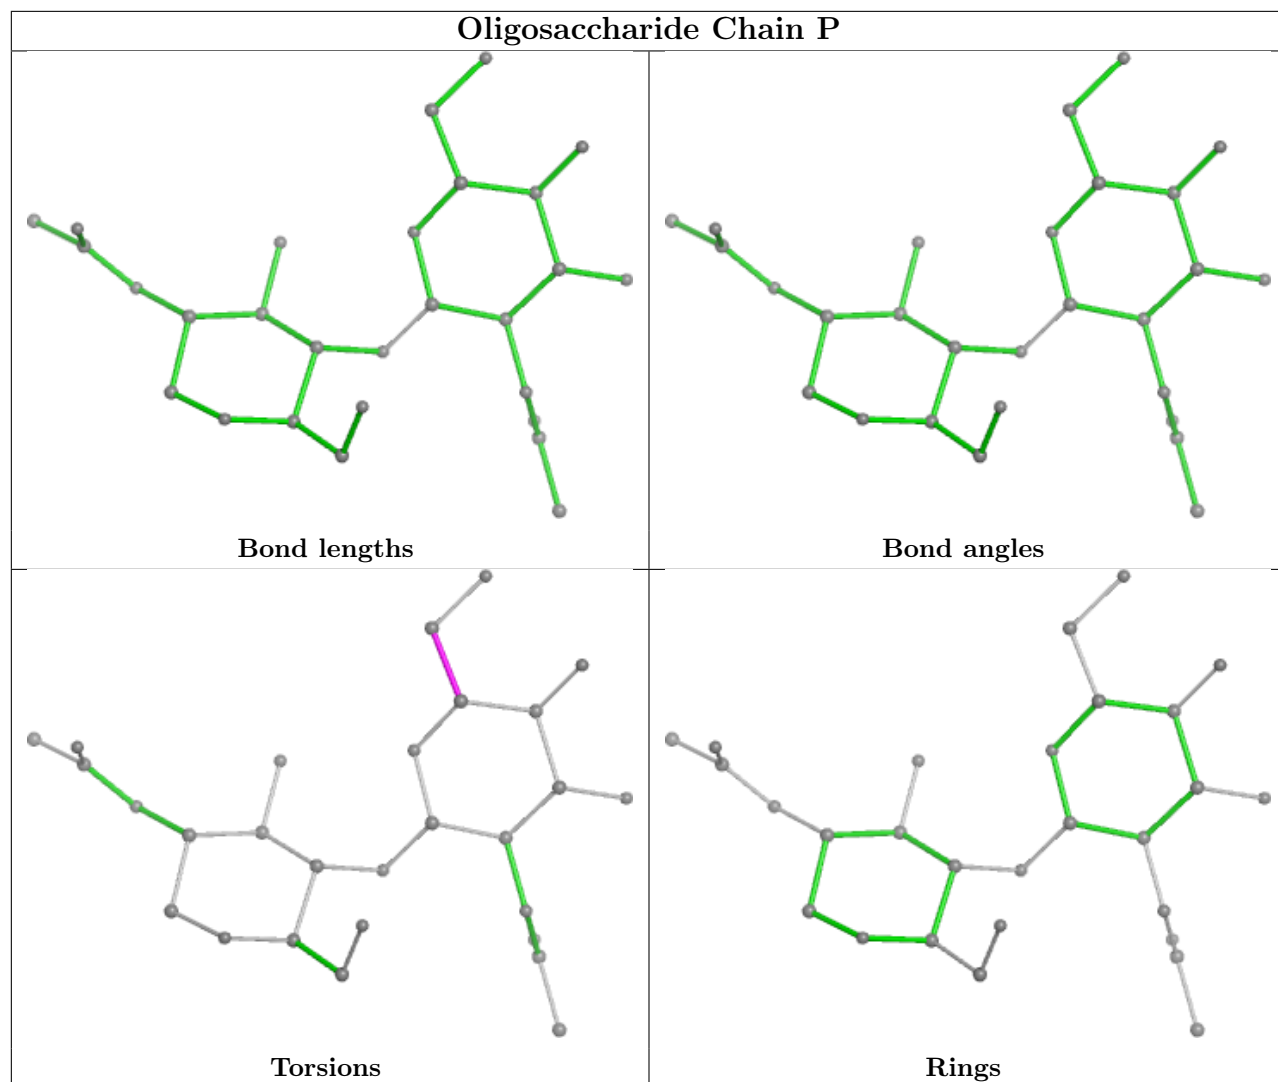 Oligosaccharide Chain P
Bond lengths
Bond angles
Torsions
Rings